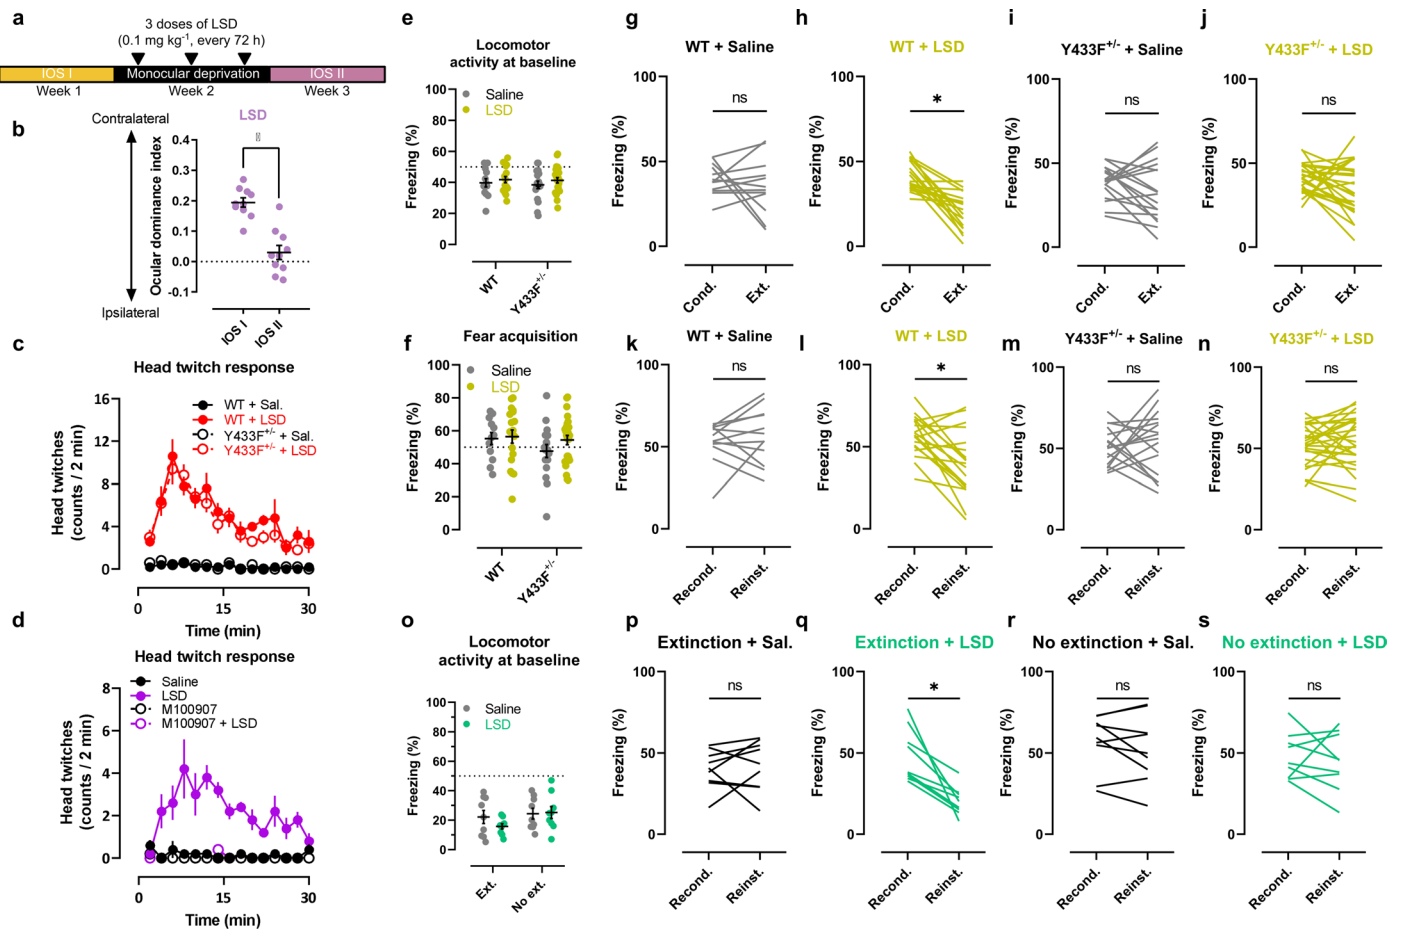 a
3 doses of LSD
(0.1 mg kg-1, every 72 h)
IOS I
Monocular deprivation
IOS II
Week 1
Week 2
Week 3
b
Contralateral
Ipsilateral
LSD
Ocular dominance index
0.4
0.3
0.2
0.1
0.0
-0.1
IOS I
IOS II
c
Head twitch response
Head twitches
(counts / 2 min)
16
12
8
4
0
WT + Sal.
WT + LSD
Y433F+/- + Sal.
Y433F+/- + LSD
0
15
30
Time (min)
d
Head twitch response
Head twitches
(counts / 2 min)
8
6
4
2
0
Saline
LSD
M100907
M100907 + LSD
0
15
30
Time (min)
e
Locomotor
activity at baseline
Freezing (%)
100
80
60
40
20
0
Saline
LSD
WT
Y433F+/-
f
Fear acquisition
Freezing (%)
100
80
60
40
20
0
Saline
LSD
WT
Y433F+/-
g
WT + Saline
Freezing (%)
100
50
0
ns
Cond.
Ext.
h
WT + LSD
Freezing (%)
100
50
0
*
Cond.
Ext.
i
Y433F+/- + Saline
Freezing (%)
100
50
0
ns
Cond.
Ext.
j
Y433F+/- + LSD
Freezing (%)
100
50
0
ns
Cond.
Ext.
k
WT + Saline
Freezing (%)
100
50
0
ns
Recond.
Reinst.
l
WT + LSD
Freezing (%)
100
50
0
*
Recond.
Reinst.
m
Y433F+/- + Saline
Freezing (%)
100
50
0
ns
Recond.
Reinst.
n
Y433F+/- + LSD
Freezing (%)
100
50
0
ns
Recond.
Reinst.
o
Locomotor
activity at baseline
Freezing (%)
100
80
60
40
20
0
Saline
LSD
Ext.
No ext.
p
Extinction + Sal.
Freezing (%)
100
50
0
ns
Recond.
Reinst.
q
Extinction + LSD
Freezing (%)
100
50
0
*
Recond.
Reinst.
r
No extinction + Sal.
Freezing (%)
100
50
0
ns
Recond.
Reinst.
s
No extinction + LSD
Freezing (%)
100
50
0
ns
Recond.
Reinst.